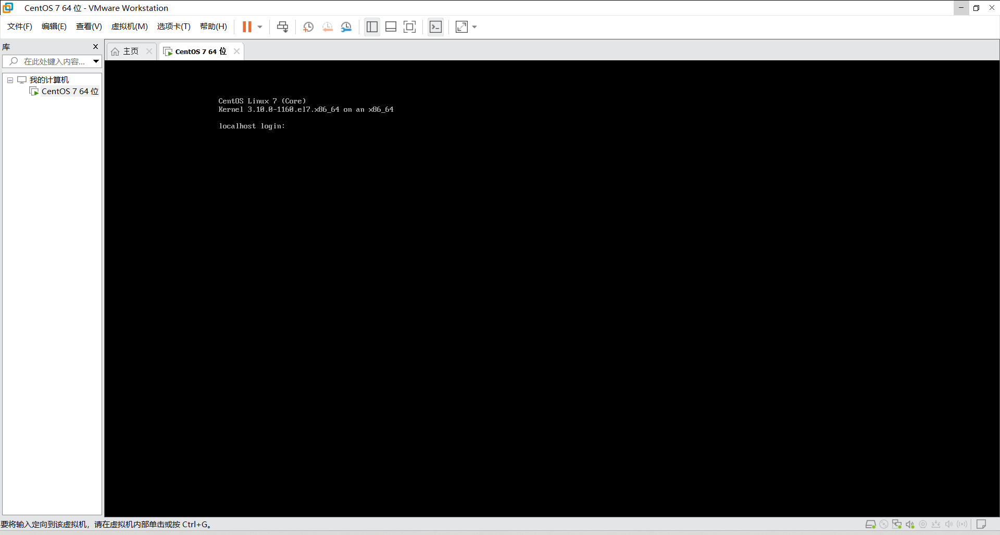 CentOS 7 64 位 - VMware Workstation
文件(F) 编辑(E) 查看(V) 虚拟机(M) 选项卡(T) 帮助(H)
库
在此处键入内容...
我的计算机
CentOS 7 64 位
主页
CentOS 7 64 位
CentOS Linux 7 (Core)
Kernel 3.10.0-1160.el7.x86_64 on an x86_64
localhost login:
要将输入定向到该虚拟机，请在虚拟机内部单击或按 Ctrl+G。